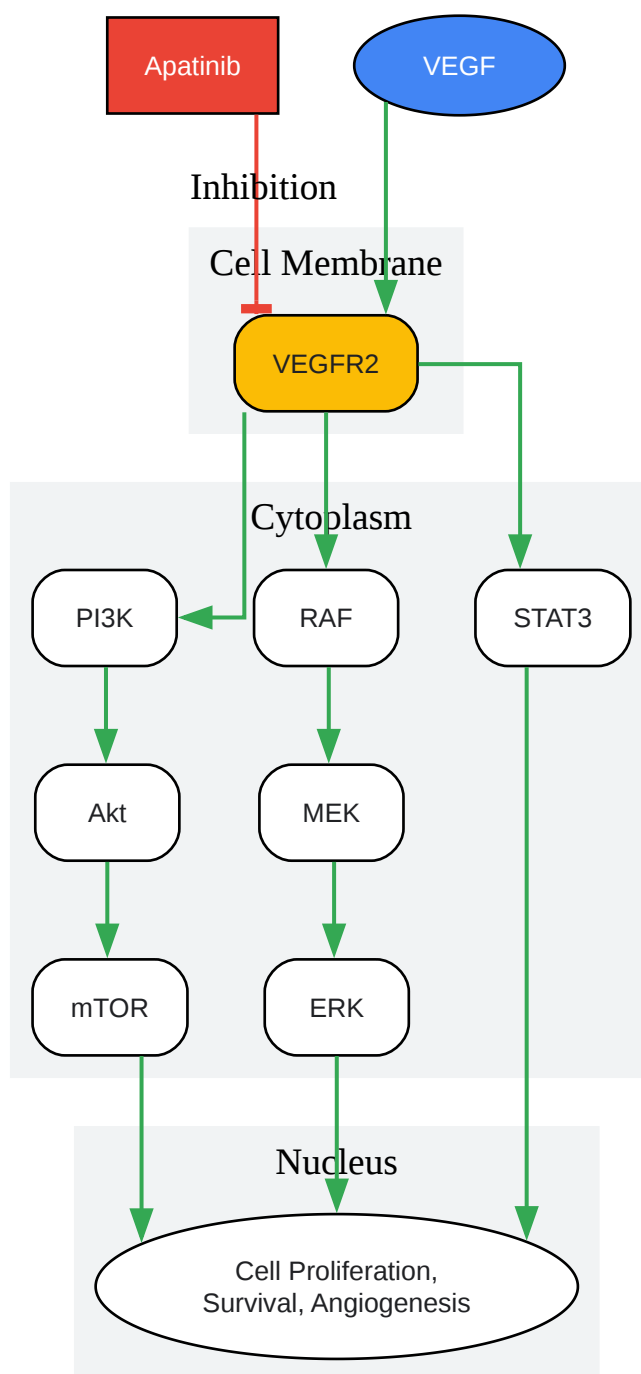 Apatinib
VEGF
Inhibition
Cell Membrane
VEGFR2
Cytoplasm
PI3K
RAF
STAT3
Akt
MEK
mTOR
ERK
Nucleus
Cell Proliferation,
Survival, Angiogenesis